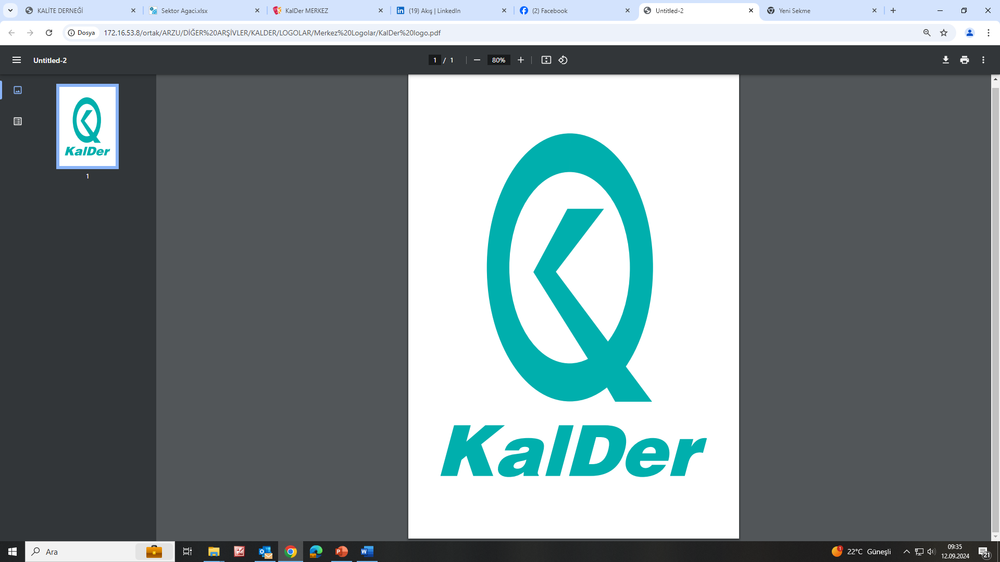 KALİTE DERNEĞİ
Sektor Agaci.xlsx
KalDer MERKEZ
(19) Akış | LinkedIn
(2) Facebook
Untitled-2
Yeni Sekme
Dosya
172.16.53.8/ortak/ARZU/DİĞER%20ARŞİVLER/KALDER/LOGOLAR/Merkez%20Logolar/KalDer%20logo.pdf
Untitled-2
1 / 1
80%
KalDer
1
KalDer
Ara
1
22°C Güneşli
09:35
12.09.2024
21